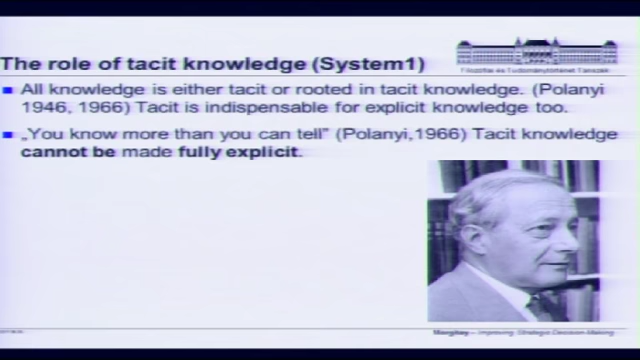 The role of tacit knowledge (System1)
Filozófia és Tudománytörténet Tanszék
All knowledge is either tacit or rooted in tacit knowledge. (Polanyi
1946, 1966) Tacit is indispensable for explicit knowledge too.
„You know more than you can tell” (Polanyi,1966) Tacit knowledge
cannot be made fully explicit.
Improving Strategic Decision-Making